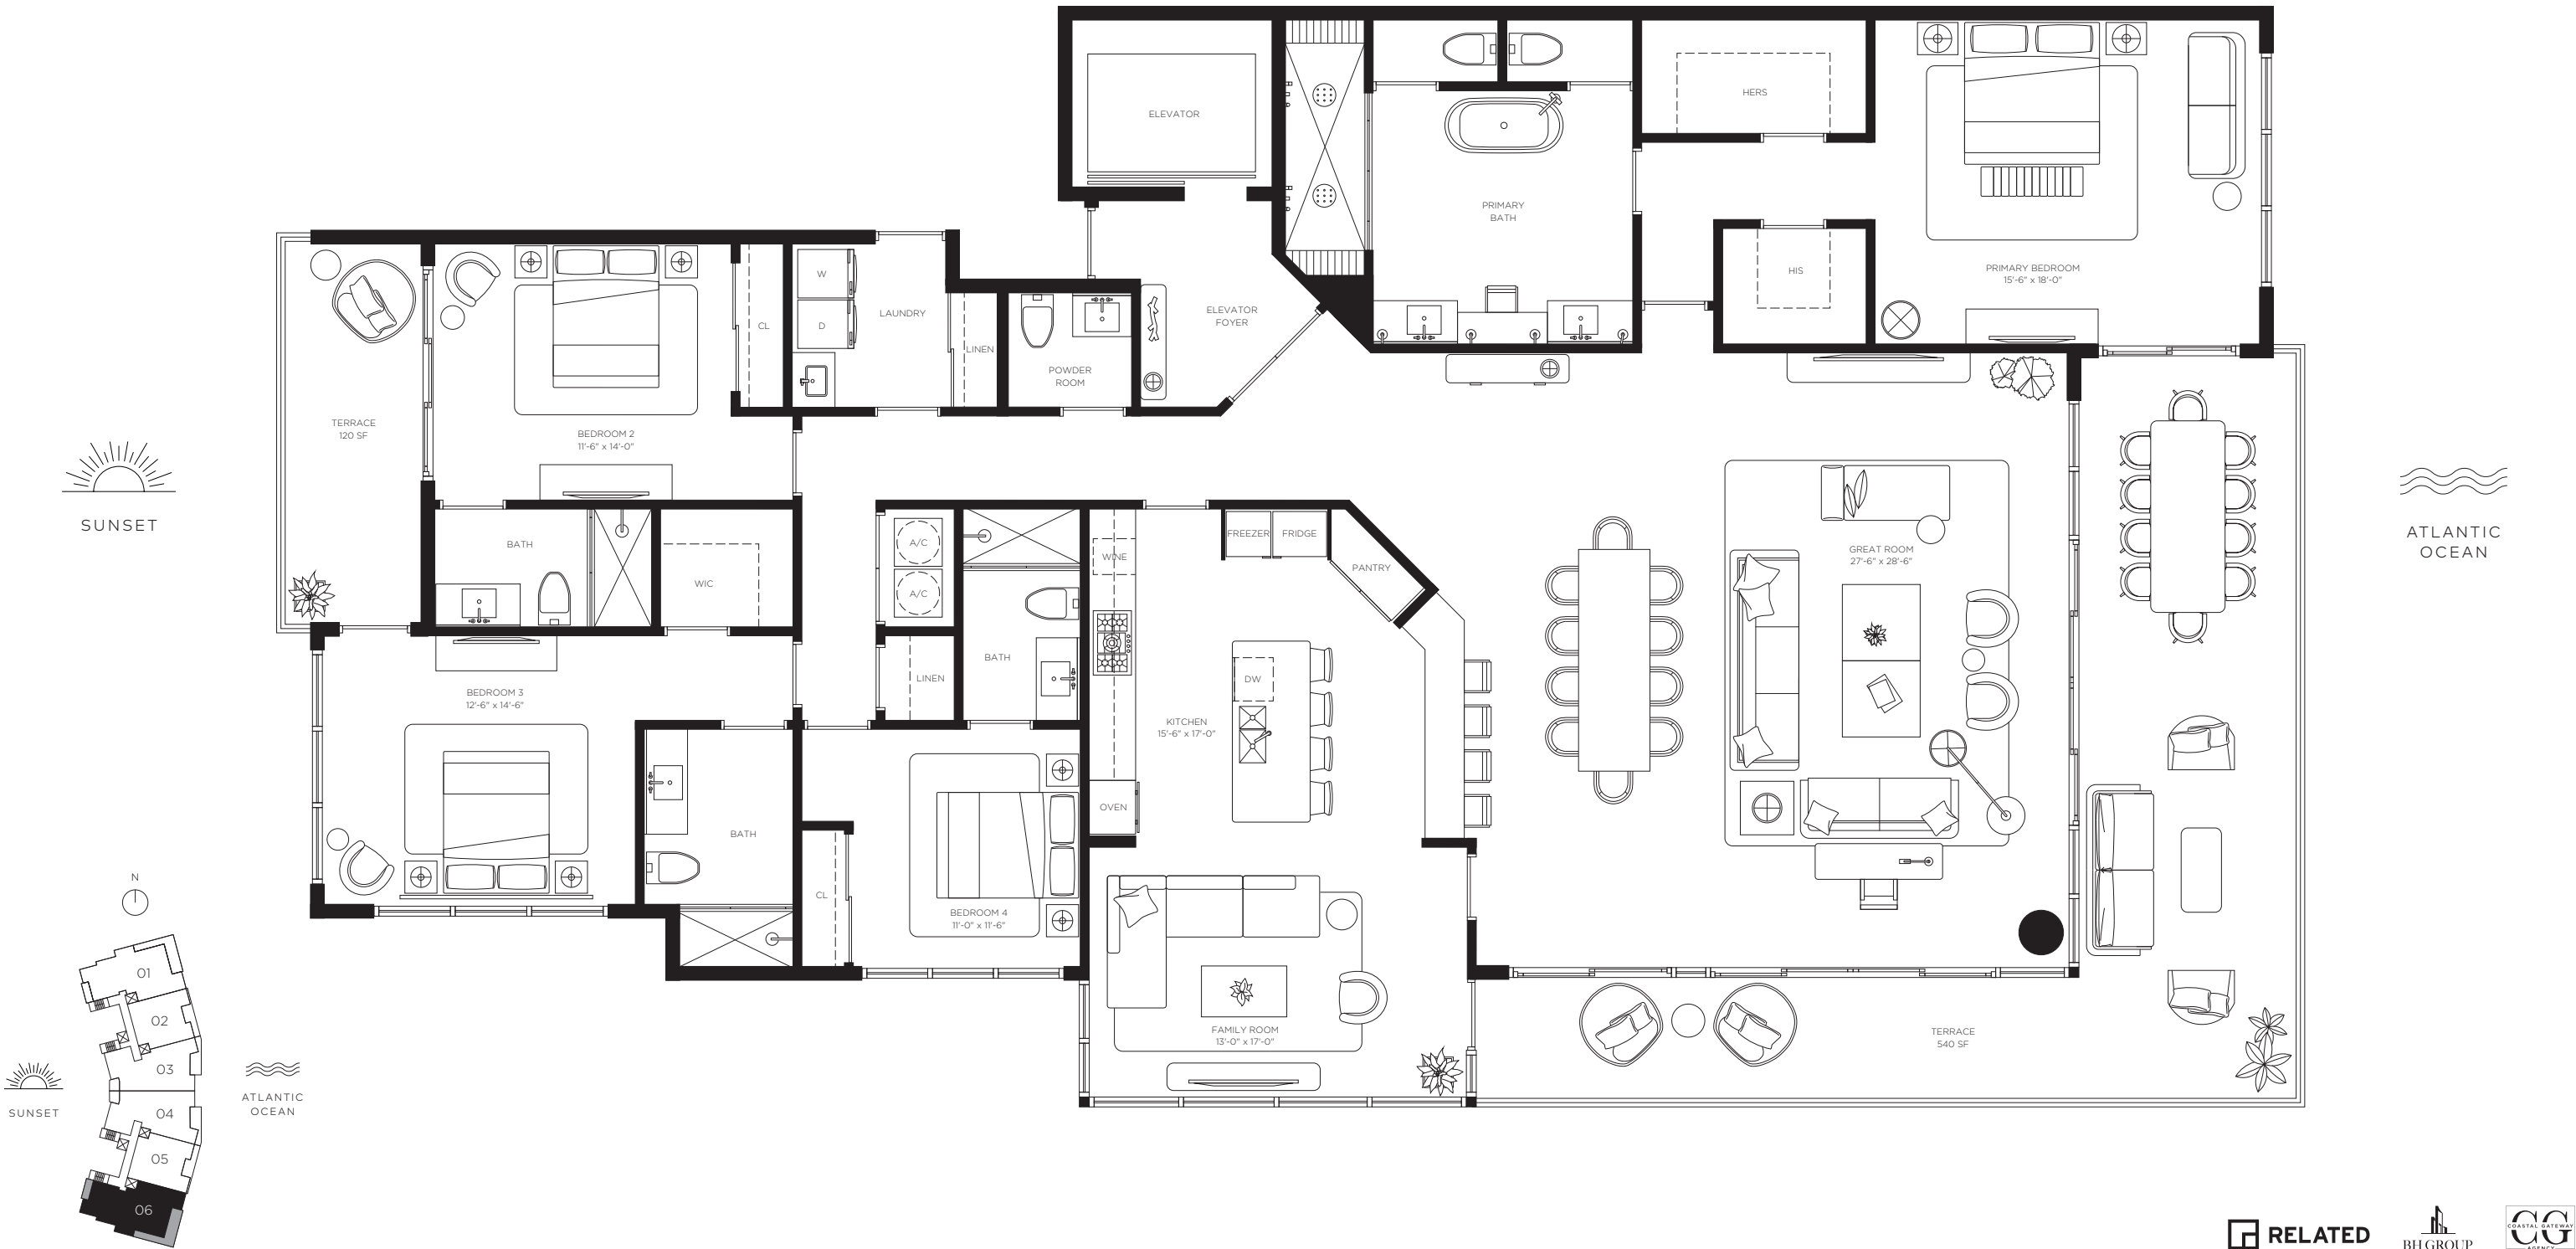 ELEVATOR
HERS
PRIMARY
BATH
HIS
PRIMARY BEDROOM
15'-6" x 18'-0"
ELEVATOR
FOYER
W
D
LAUNDRY
LINEN
CL
POWDER
ROOM
TERRACE
120 SF
BEDROOM 2
11'-6" x 14'-0"
SUNSET
BATH
WIC
A/C
A/C
LINEN
BATH
WINE
FREEZER
FRIDGE
PANTRY
DW
KITCHEN
15'-6" x 17'-0"
OVEN
GREAT ROOM
27'-6" x 28'-6"
ATLANTIC
OCEAN
BEDROOM 3
12'-6" x 14'-6"
BATH
CL
BEDROOM 4
11'-0" x 11'-6"
FAMILY ROOM
13'-0" x 17'-0"
TERRACE
540 SF
N
01
02
03
04
05
06
SUNSET
ATLANTIC
OCEAN
RELATED
BH GROUP
CG
COASTAL GATEWAY
AGENCY